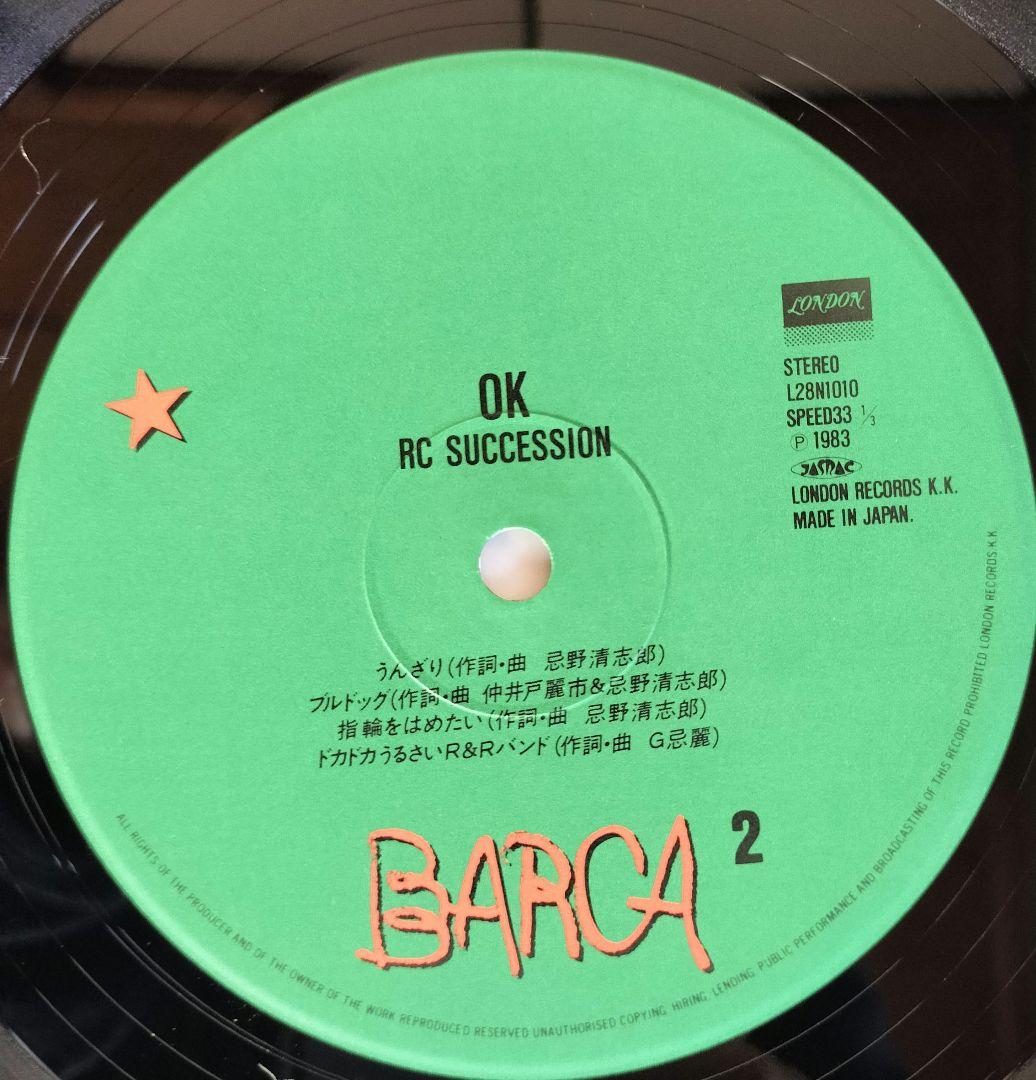 LONDON
STEREO
L28N1010
SPEED33 1/3
Ⓟ 1983
JASRAC
LONDON RECORDS K.K.
MADE IN JAPAN.
OK
RC SUCCESSION
うんざり(作詞・曲 忌野清志郎)
ブルドッグ(作詞・曲 仲井戸麗市&忌野清志郎)
指輪をはめたい(作詞・曲 忌野清志郎)
ドカドカうるさいR&Rバンド(作詞・曲 G忌麗)
BARCA
2
ALL RIGHTS OF THE PRODUCER AND OF THE OWNER OF THE WORK REPRODUCED RESERVED UNAUTHORISED COPYING, HIRING, LENDING, PUBLIC PERFORMANCE AND BROADCASTING OF THIS RECORD PROHIBITED LONDON RECORDS K.K